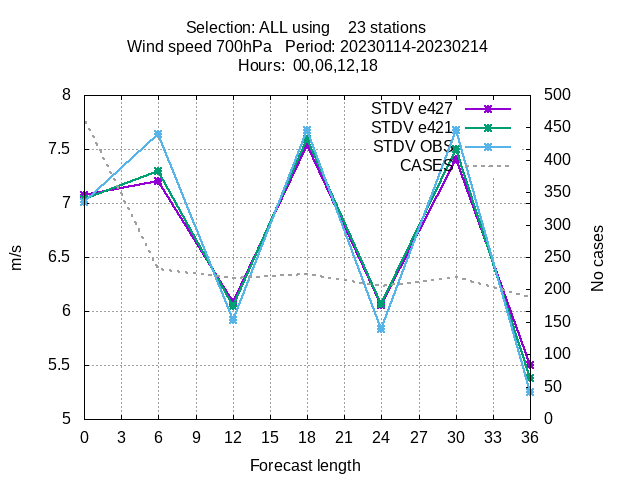 Selection: ALL using 23 stations
Wind speed 700hPa Period: 20230114-20230214
Hours: 00,06,12,18
8 500
STDV e427
450
STDV e421
7.5 STDV OBS
400
CASES
350
7
300
m/s 6.5 250 No cases
200
6
150
5.5 100
50
5 0
0 3 6 9 12 15 18 21 24 27 30 33 36
Forecast length